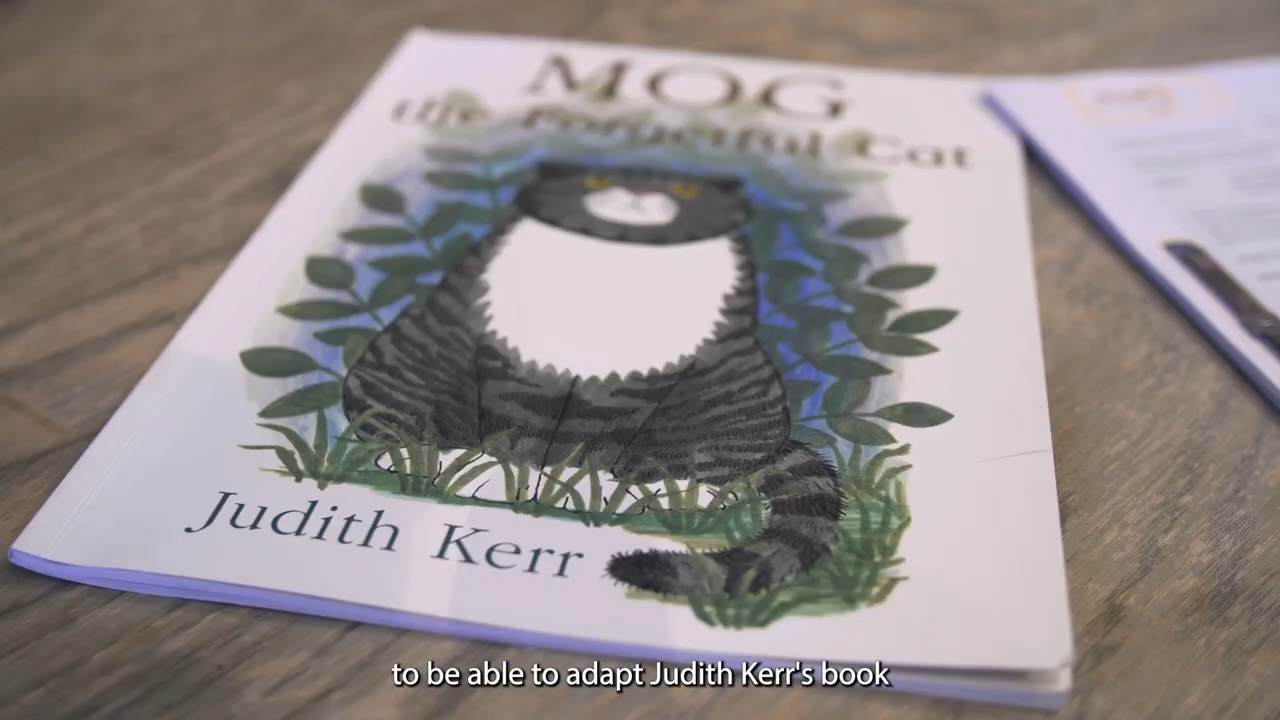 MOG
the Forgetful Cat
Judith Kerr
to be able to adapt Judith Kerr's book